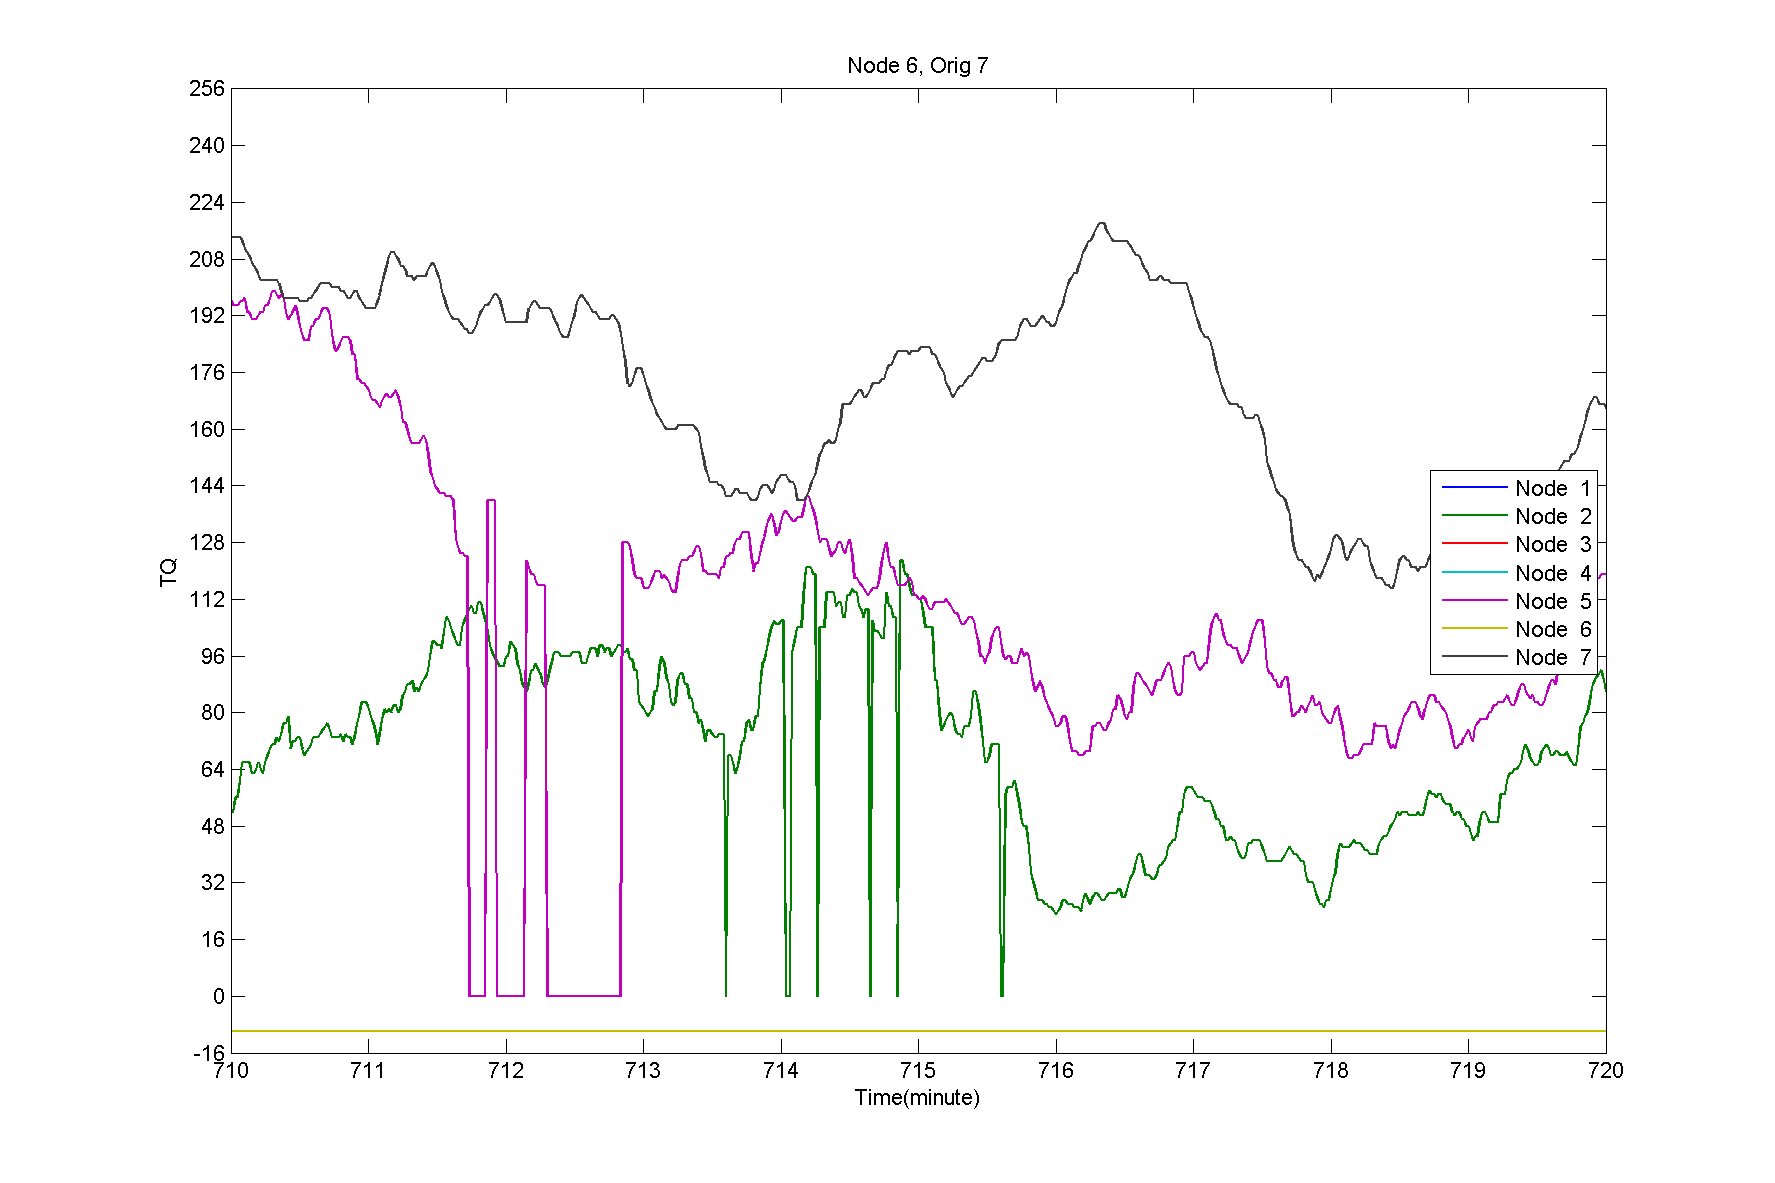 Node 6, Orig 7
256
240
224
208
192
176
160
144
128
112
96
80
64
48
32
16
0
-16
TQ
Node 1
Node 2
Node 3
Node 4
Node 5
Node 6
Node 7
710 711 712 713 714 715 716 717 718 719 720
Time(minute)